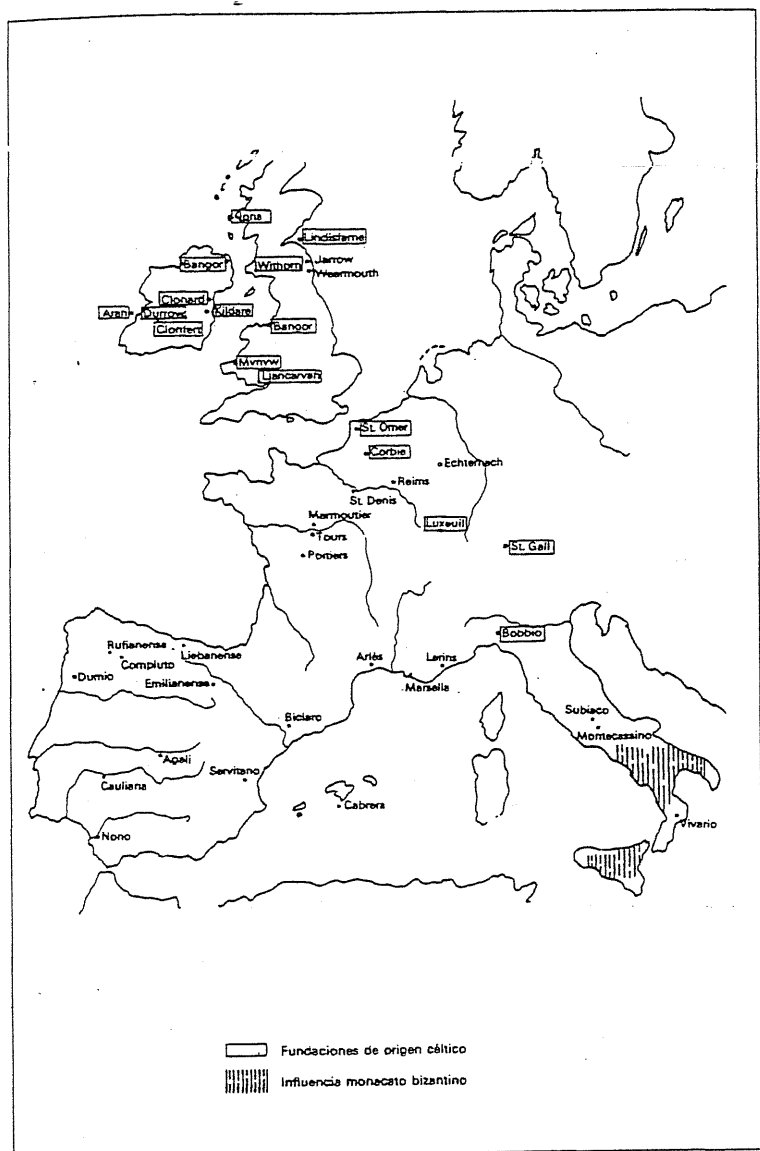 Iona
Lindisfarne
Bangor
Withorn
Jarrow
Wearmouth
Clonard
Aran
Durrow
Kildare
Clonfert
Bangor
Mynyw
Llancarvan
St. Omer
Corbie
Echternach
Reims
St. Denis
Luxeuil
Marmoutier
Tours
Poitiers
St. Gall
Bobbio
Rufianense
Liebanense
Compluto
Dumio
Emilianense
Arlés
Lerins
Marsella
Biclaro
Subiaco
Montecassino
Agali
Servitano
Cauliana
Cabrera
Vivario
Nono
Fundaciones de origen céltico
Influencia monacato bizantino